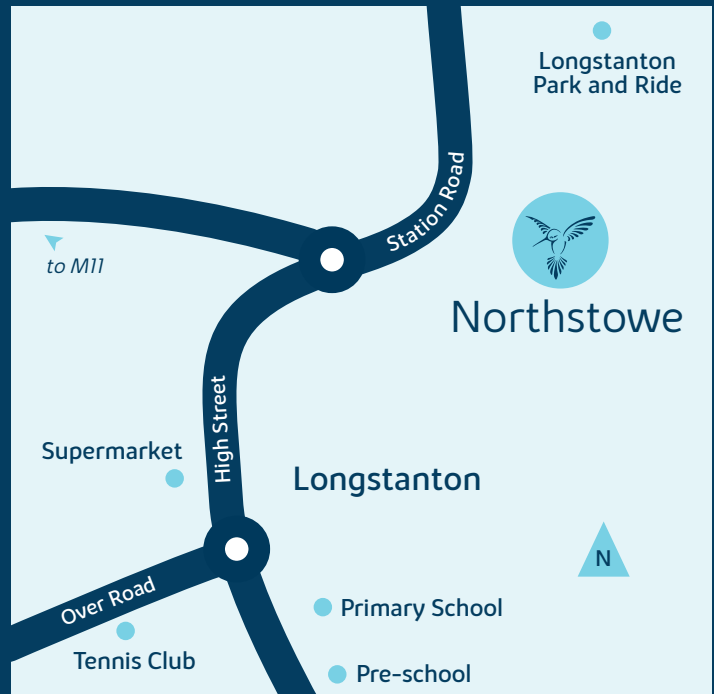 Longstanton
Park and Ride
Station Road
to M11
Northstowe
High Street
Supermarket
Longstanton
N
Over Road
Primary School
Tennis Club
Pre-school